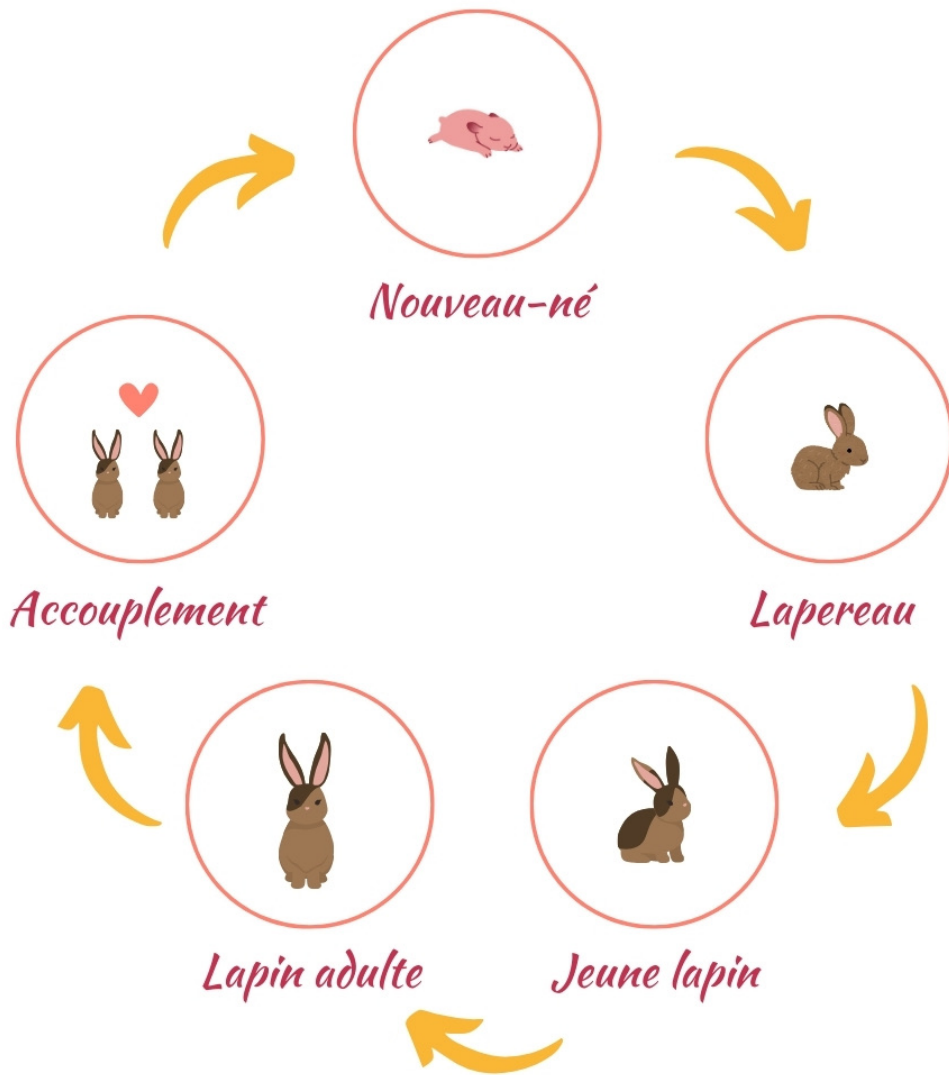 Nouveau-né
Accouplement
Lapereau
Lapin adulte
Jeune lapin